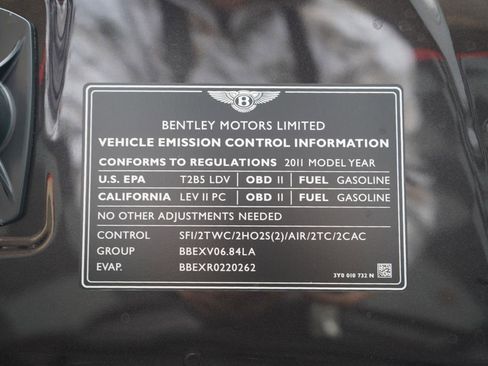 B
BENTLEY MOTORS LIMITED
VEHICLE EMISSION CONTROL INFORMATION
CONFORMS TO REGULATIONS 2011 MODEL YEAR
U.S. EPA T2B5 LDV OBD II FUEL GASOLINE
CALIFORNIA LEV II PC OBD II FUEL GASOLINE
NO OTHER ADJUSTMENTS NEEDED
CONTROL SFI/2TWC/2HO2S(2)/AIR/2TC/2CAC
GROUP BBEXV06.84LA
EVAP. BBEXR0220262
3Y0 010 732 N